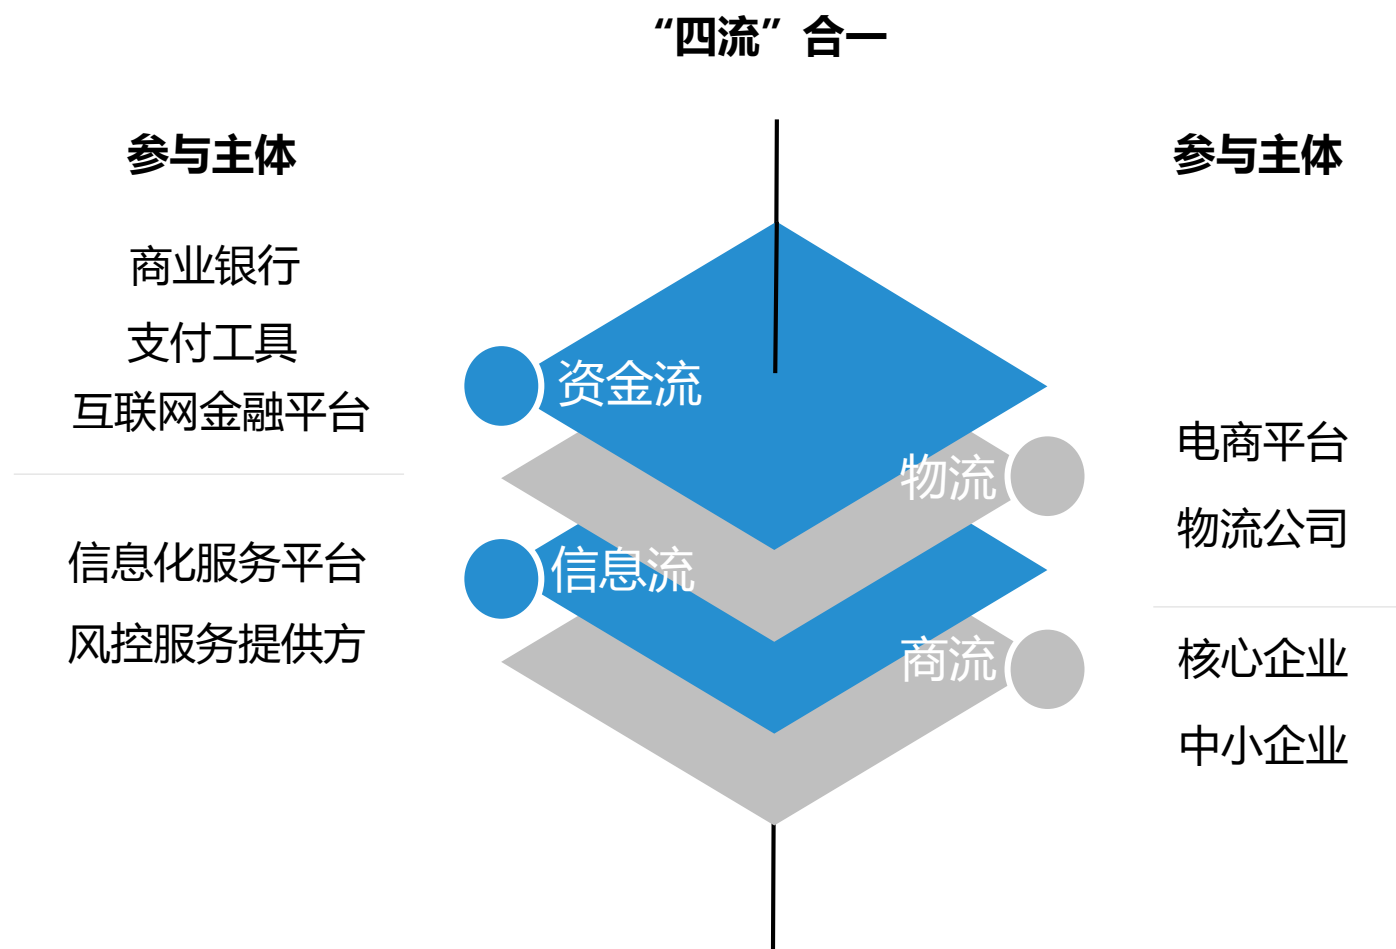 “四流”合一
参与主体
商业银行
支付工具
互联网金融平台
信息化服务平台
风控服务提供方
资金流
物流
信息流
商流
参与主体
电商平台
物流公司
核心企业
中小企业